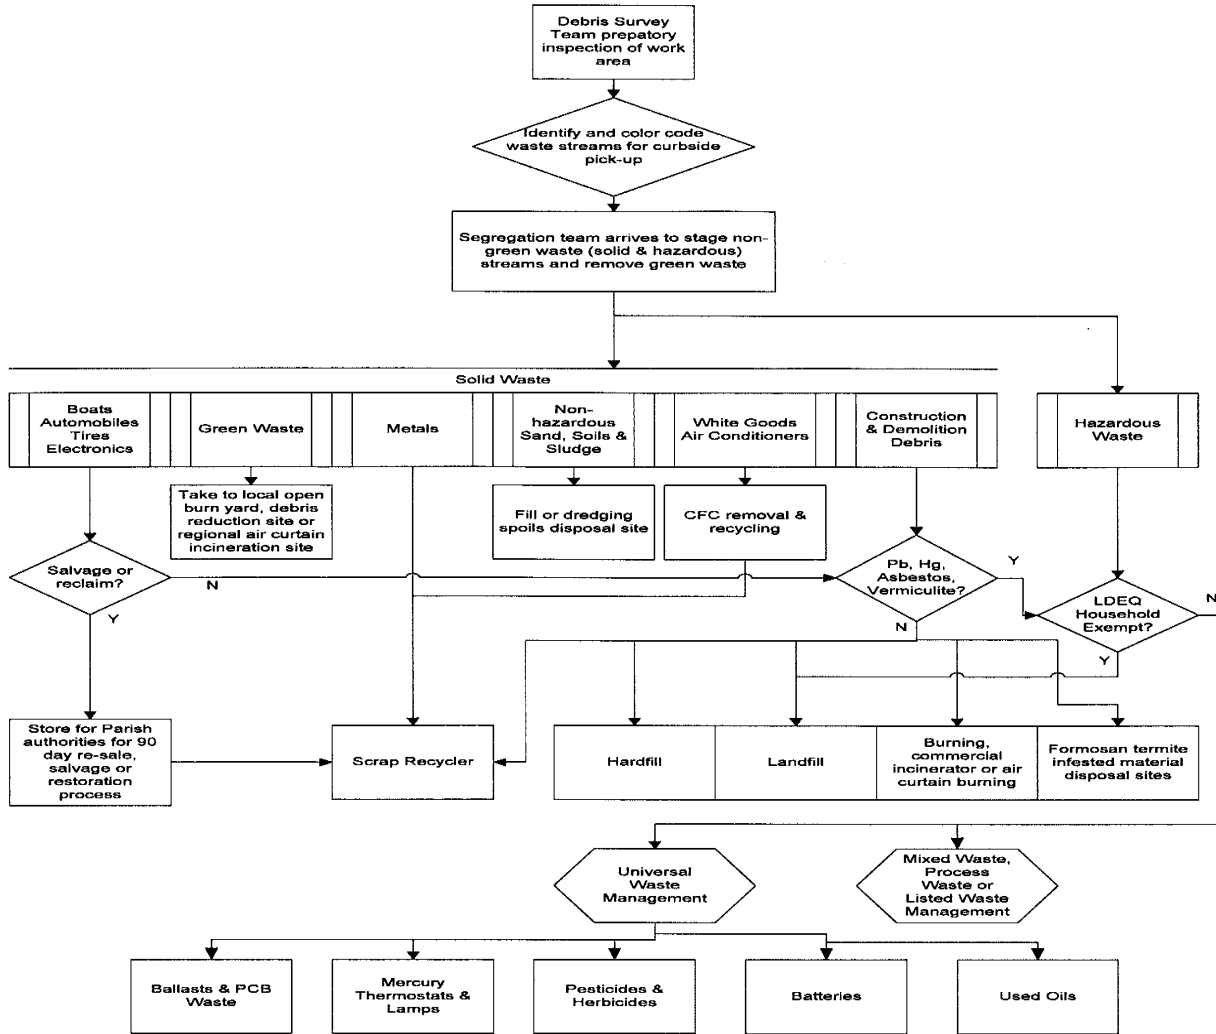 Debris Survey
Team prepatory
inspection of work
area
Identify and color code
waste streams for curbside
pick-up
Segregation team arrives to stage non-
green waste (solid & hazardous)
streams and remove green waste
Solid Waste
Boats
Automobiles
Tires
Electronics
Green Waste
Metals
Non-
hazardous
Sand, Soils &
Sludge
White Goods
Air Conditioners
Construction
& Demolition
Debris
Hazardous
Waste
Take to local open
burn yard, debris
reduction site or
regional air curtain
incineration site
Fill or dredging
spoils disposal site
CFC removal &
recycling
Salvage or
reclaim?
N
Y
Pb, Hg,
Asbestos,
Vermiculite?
Y
N
LDEQ
Household
Exempt?
N
Y
Store for Parish
authorities for 90
day re-sale,
salvage or
restoration
process
Scrap Recycler
Hardfill
Landfill
Burning,
commercial
incinerator or air
curtain burning
Formosan termite
infested material
disposal sites
Universal
Waste
Management
Mixed Waste,
Process
Waste or
Listed Waste
Management
Ballasts & PCB
Waste
Mercury
Thermostats &
Lamps
Pesticides &
Herbicides
Batteries
Used Oils